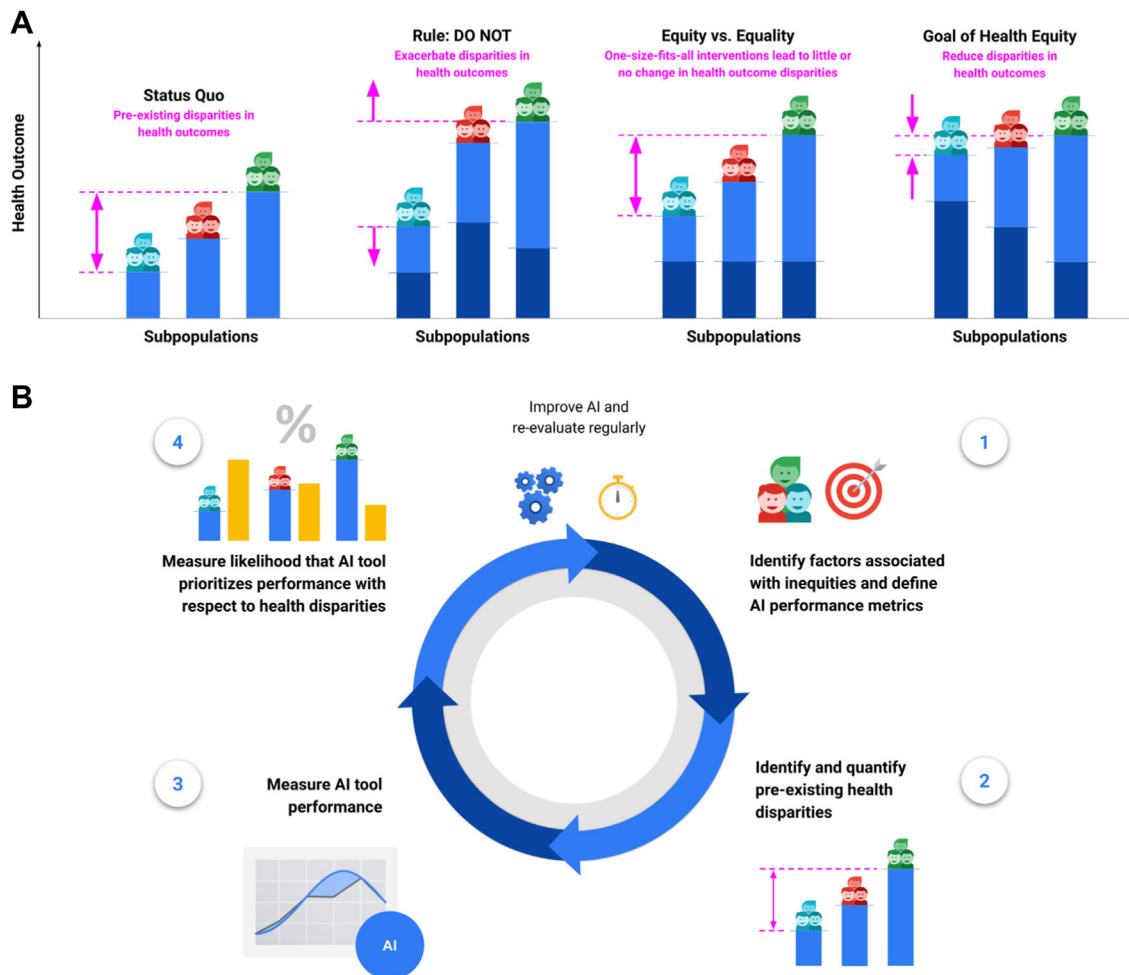 A
Health Outcome
Status Quo
Pre-existing disparities in
health outcomes
Subpopulations
Rule: DO NOT
Exacerbate disparities in
health outcomes
Subpopulations
Equity vs. Equality
One-size-fits-all interventions lead to little or
no change in health outcome disparities
Subpopulations
Goal of Health Equity
Reduce disparities in
health outcomes
Subpopulations
B
Improve AI and
re-evaluate regularly
1
Identify factors associated
with inequities and define
AI performance metrics
2
Identify and quantify
pre-existing health
disparities
3
Measure AI tool
performance
AI
4
%
Measure likelihood that AI tool
prioritizes performance with
respect to health disparities